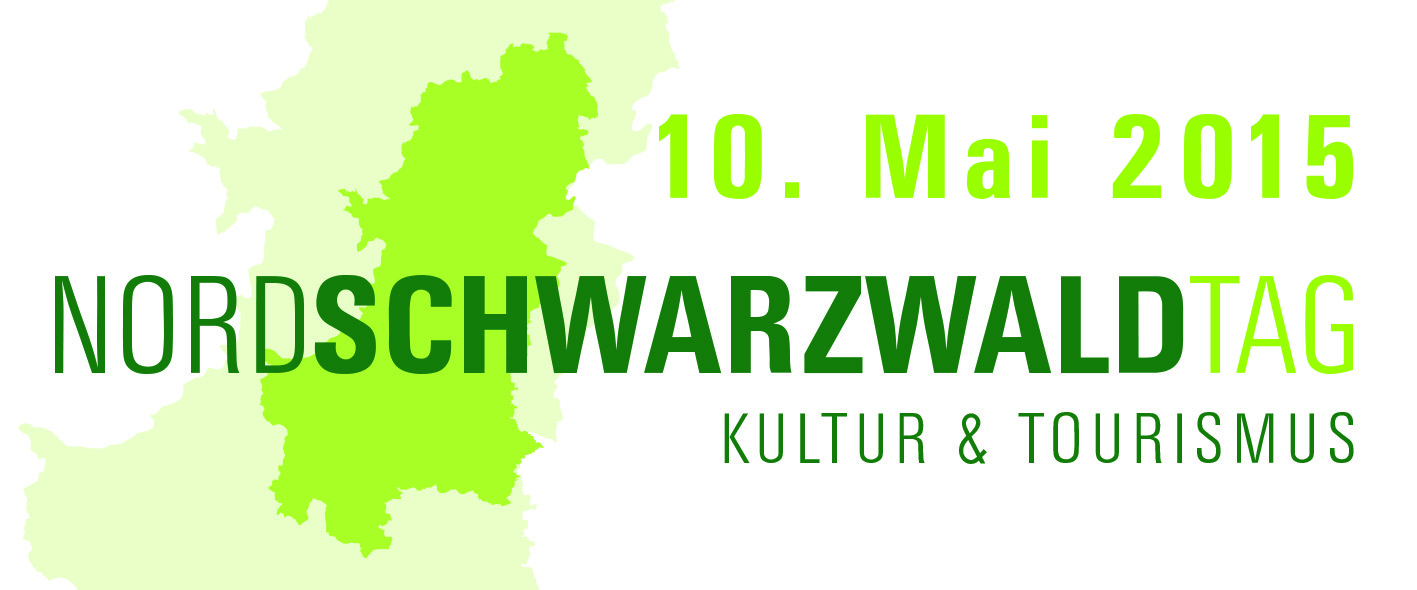 10. Mai 2015
NORDSCHWARZWALDTAG
KULTUR & TOURISMUS